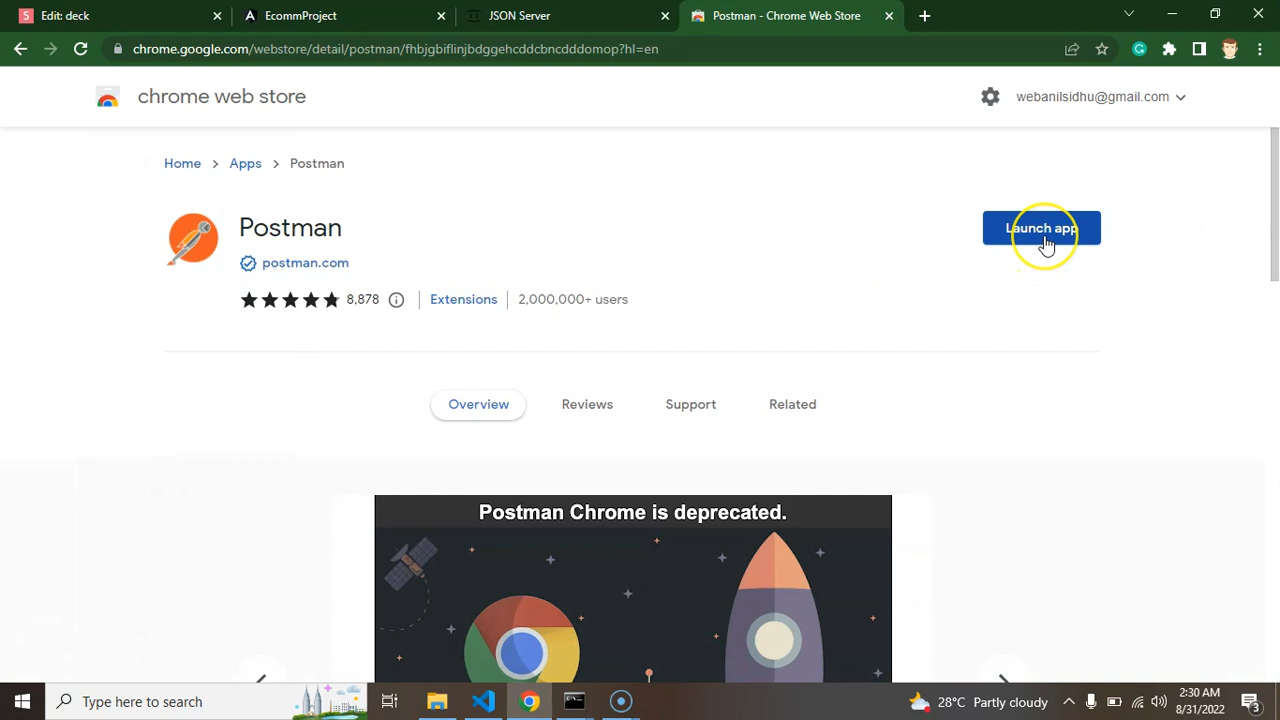 Edit: deck
EcommProject
JSON Server
Postman - Chrome Web Store
chrome.google.com/webstore/detail/postman/fhbjgbiflinjbdggehcddcbncdddomop?hl=en
chrome web store
webanilsidhu@gmail.com
Home > Apps > Postman
Postman
Launch app
postman.com
8,878
Extensions
2,000,000+ users
Overview
Reviews
Support
Related
Postman Chrome is deprecated.
Type here to search
28°C Partly cloudy
2:30 AM
8/31/2022
3